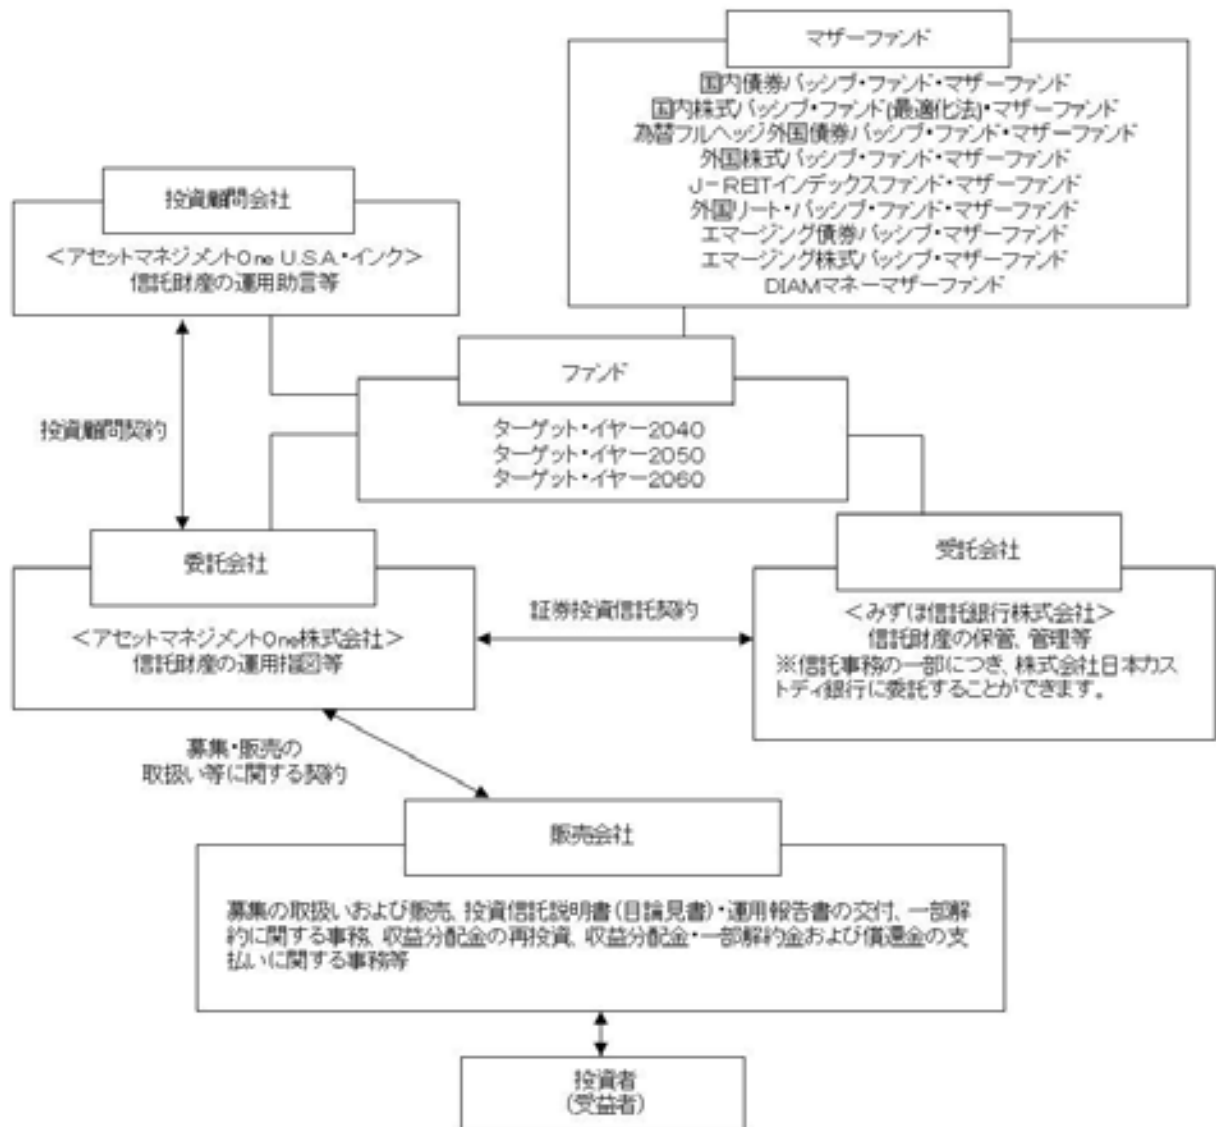 マザーファンド
国内債券パッシブ・ファンド・マザーファンド
国内株式パッシブ・ファンド(最適化法)・マザーファンド
為替フルヘッジ外国債券パッシブ・ファンド・マザーファンド
外国株式パッシブ・ファンド・マザーファンド
J-REITインデックスファンド・マザーファンド
外国リート・パッシブ・ファンド・マザーファンド
エマージング債券パッシブ・マザーファンド
エマージング株式パッシブ・マザーファンド
DIAMマネーマザーファンド
投資顧問会社
<アセットマネジメントOne U.S.A.・インク>
信託財産の運用助言等
ファンド
ターゲット・イヤー2040
ターゲット・イヤー2050
ターゲット・イヤー2060
投資顧問契約
委託会社
<アセットマネジメントOne株式会社>
信託財産の運用指図等
証券投資信託契約
受託会社
<みずほ信託銀行株式会社>
信託財産の保管、管理等
※信託事務の一部につき、株式会社日本カス
トディ銀行に委託することができます。
募集・販売の
取扱い等に関する契約
販売会社
募集の取扱いおよび販売、投資信託説明書(目論見書)・運用報告書の交付、一部解
約に関する事務、収益分配金の再投資、収益分配金・一部解約金および償還金の支
払いに関する事務等
投資者
(受益者)